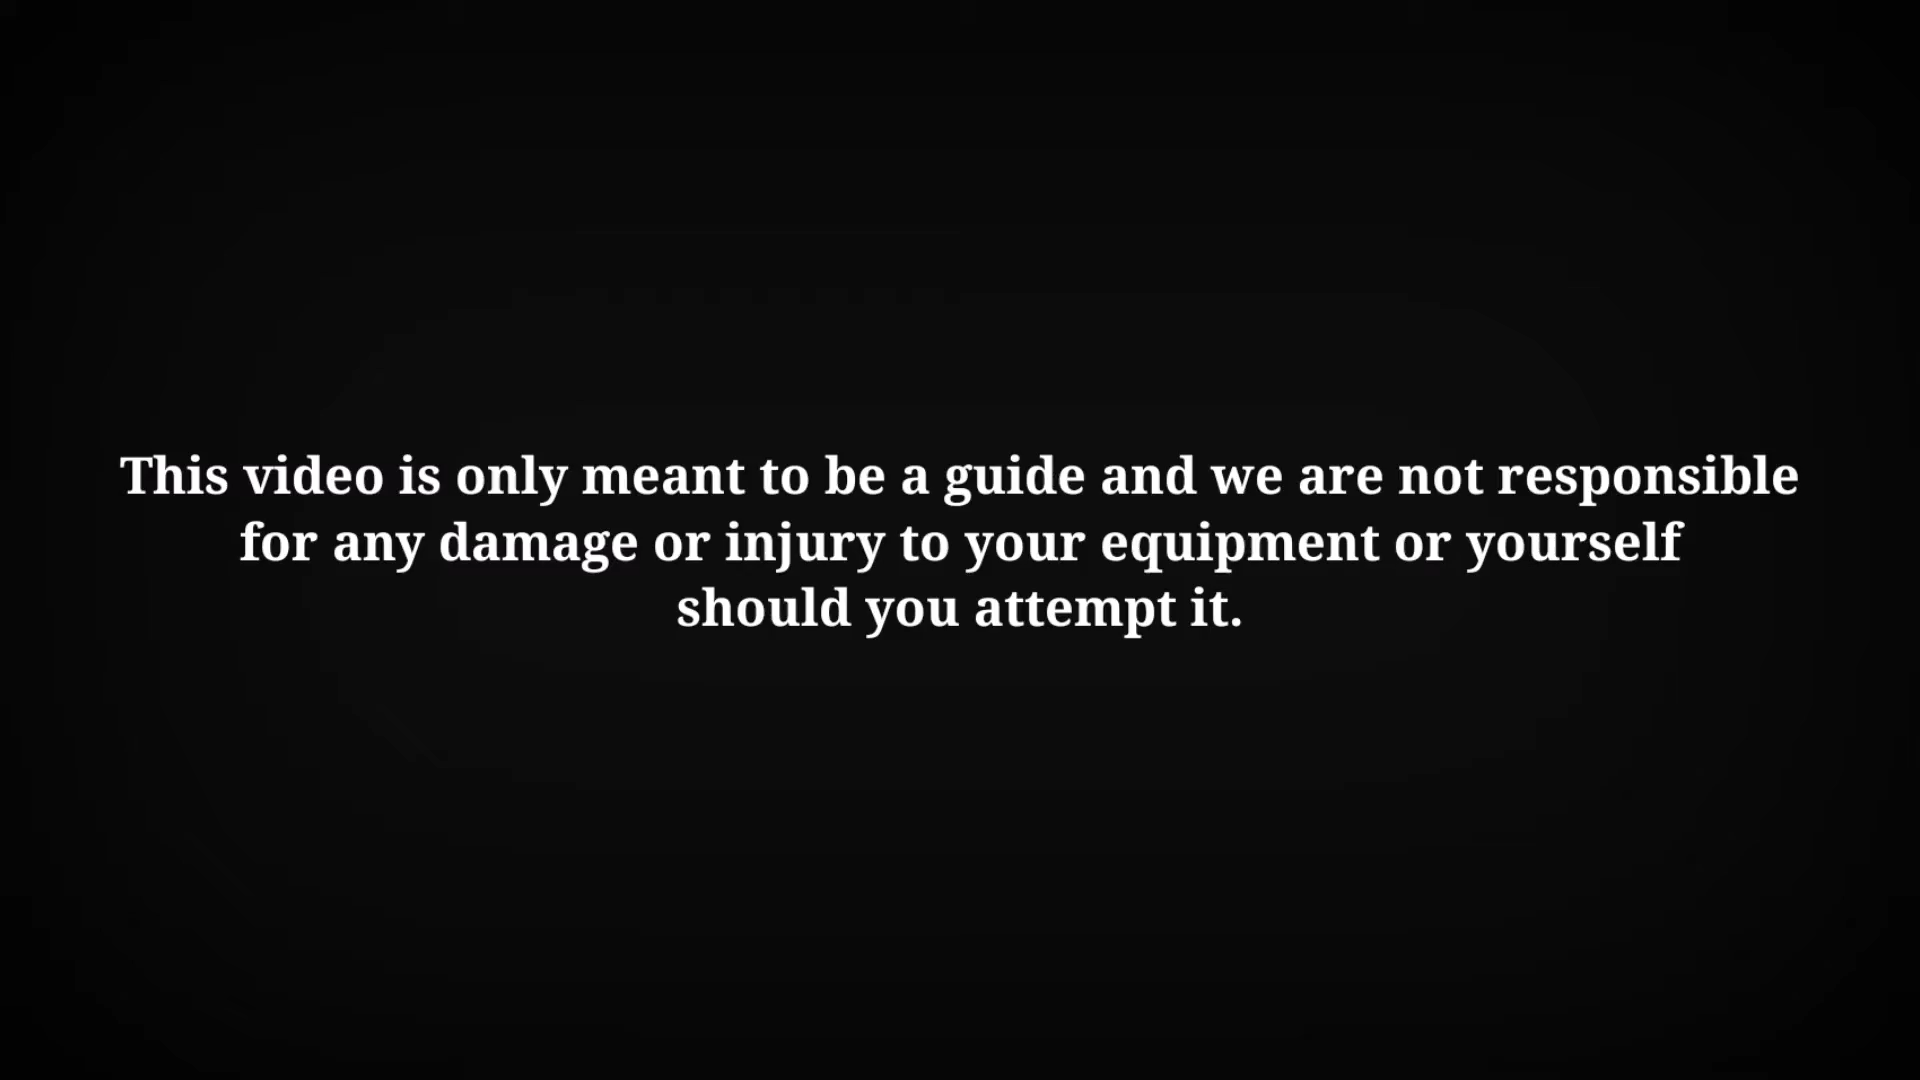 This video is only meant to be a guide and we are not responsible
for any damage or injury to your equipment or yourself
should you attempt it.